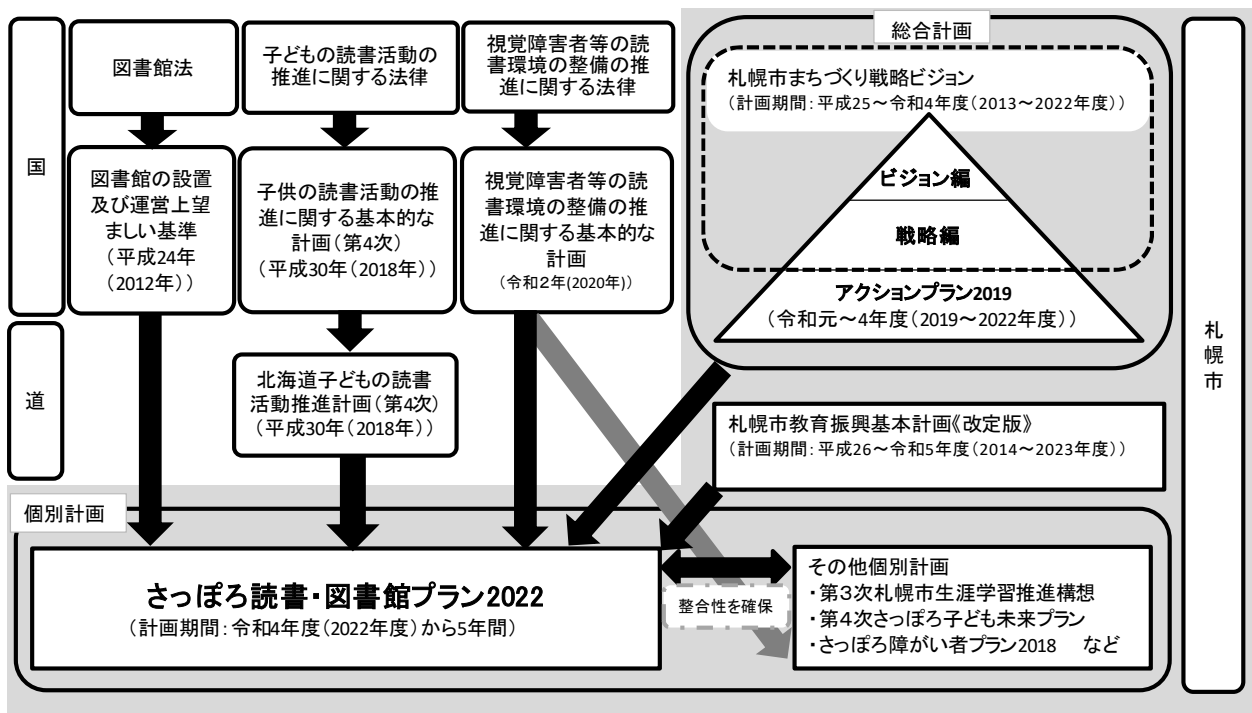 国
図書館法
子どもの読書活動の
推進に関する法律
視覚障害者等の読
書環境の整備の推
進に関する法律
図書館の設置
及び運営上望
ましい基準
（平成24年
（2012年））
子供の読書活動の推
進に関する基本的な
計画（第4次）
（平成30年（2018年））
視覚障害者等の読
書環境の整備の推
進に関する基本的な
計画
（令和２年(2020年)）
道
北海道子どもの読書
活動推進計画（第4次）
（平成30年（2018年））
総合計画
札幌市まちづくり戦略ビジョン
（計画期間：平成25～令和4年度（2013～2022年度））
ビジョン編
戦略編
アクションプラン2019
（令和元～4年度（2019～2022年度））
札幌市教育振興基本計画《改定版》
（計画期間：平成26～令和5年度（2014～2023年度））
札
幌
市
個別計画
さっぽろ読書・図書館プラン2022
（計画期間：令和4年度（2022年度）から5年間）
整合性を確保
その他個別計画
・第３次札幌市生涯学習推進構想
・第４次さっぽろ子ども未来プラン
・さっぽろ障がい者プラン2018　など